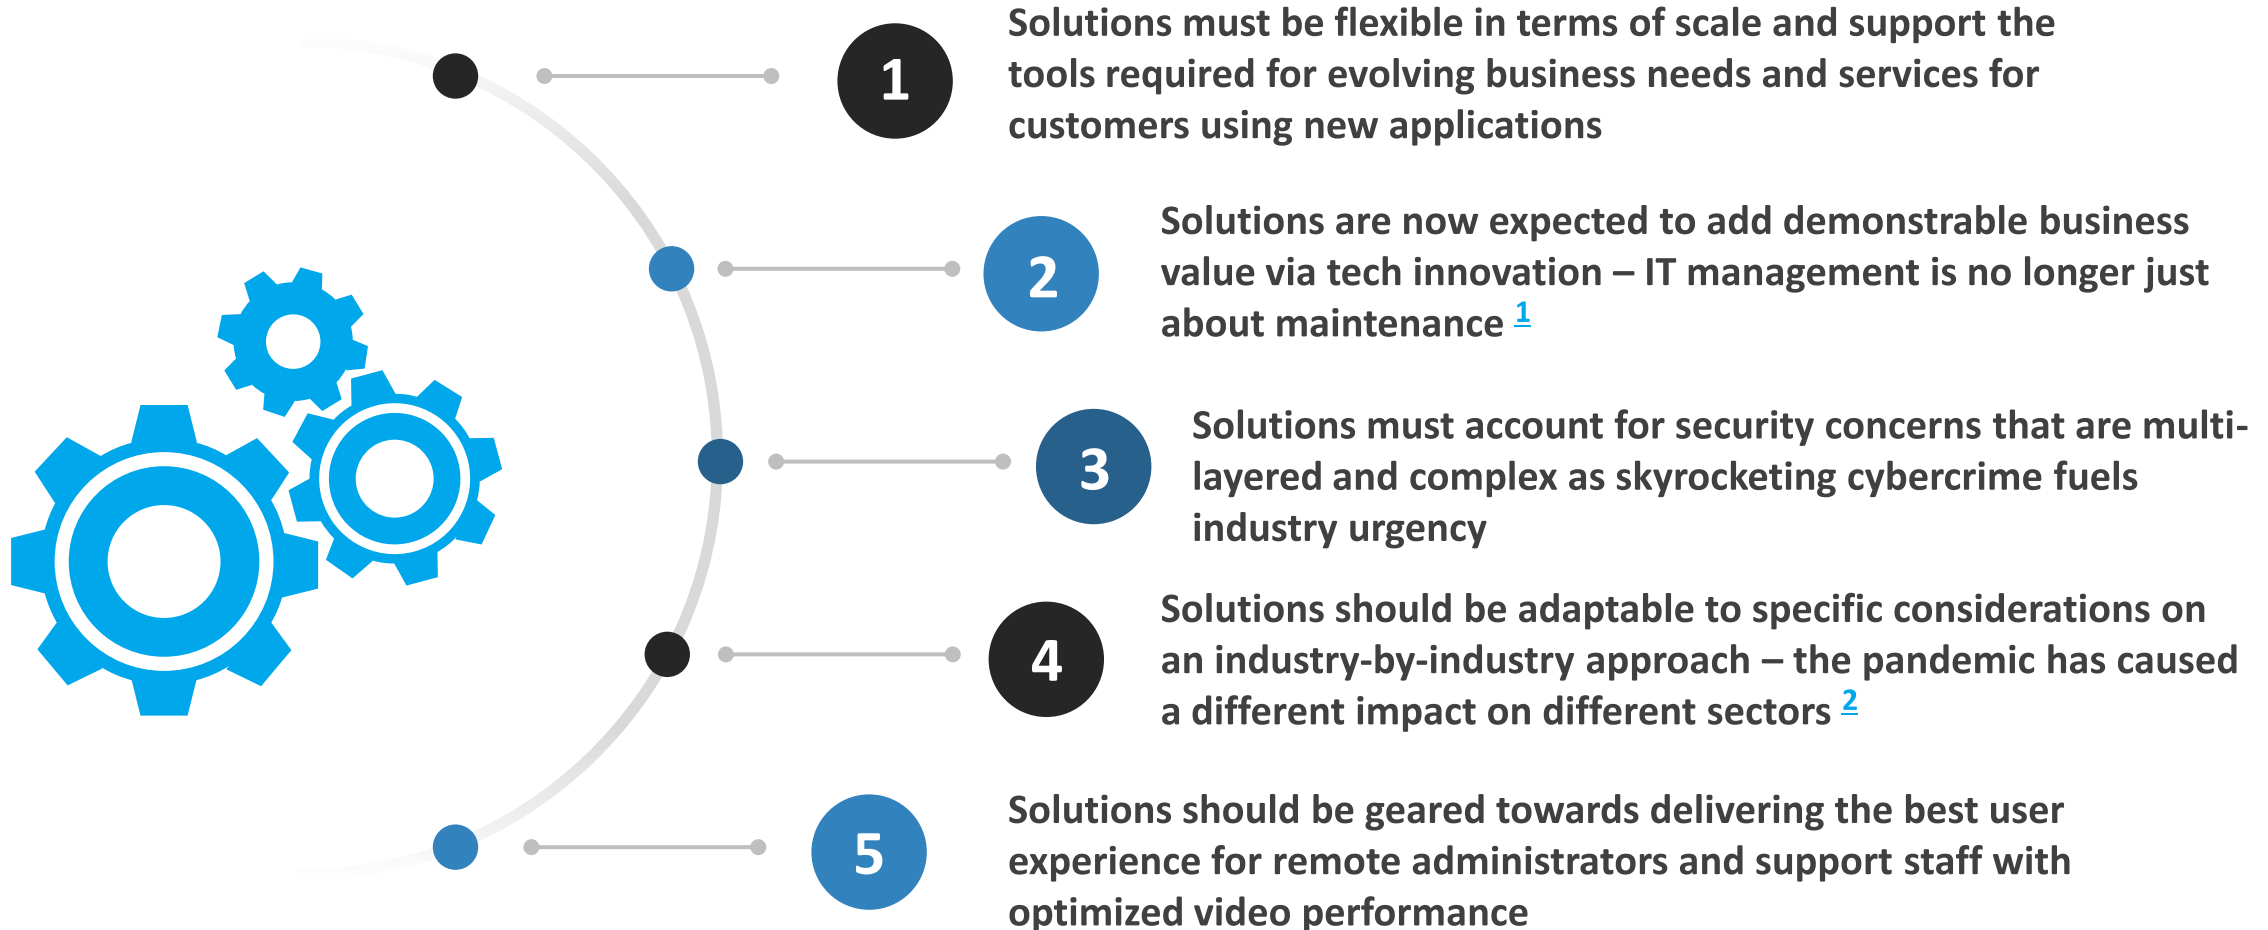 1
Solutions must be flexible in terms of scale and support the
tools required for evolving business needs and services for
customers using new applications
2
Solutions are now expected to add demonstrable business
value via tech innovation – IT management is no longer just
about maintenance 1
3
Solutions must account for security concerns that are multi-
layered and complex as skyrocketing cybercrime fuels
industry urgency
4
Solutions should be adaptable to specific considerations on
an industry-by-industry approach – the pandemic has caused
a different impact on different sectors 2
5
Solutions should be geared towards delivering the best user
experience for remote administrators and support staff with
optimized video performance